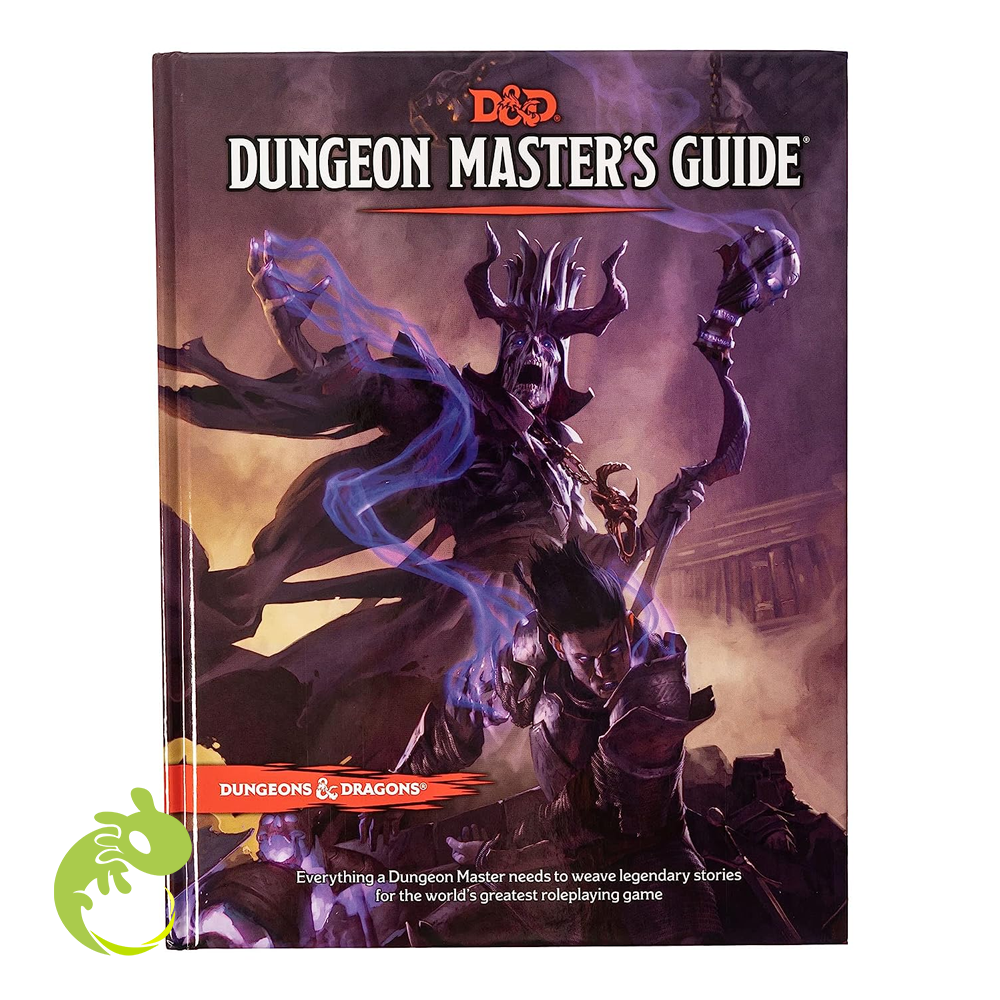 D&D®
DUNGEON MASTER'S GUIDE®
DUNGEONS & DRAGONS®
Everything a Dungeon Master needs to weave legendary stories
for the world's greatest roleplaying game